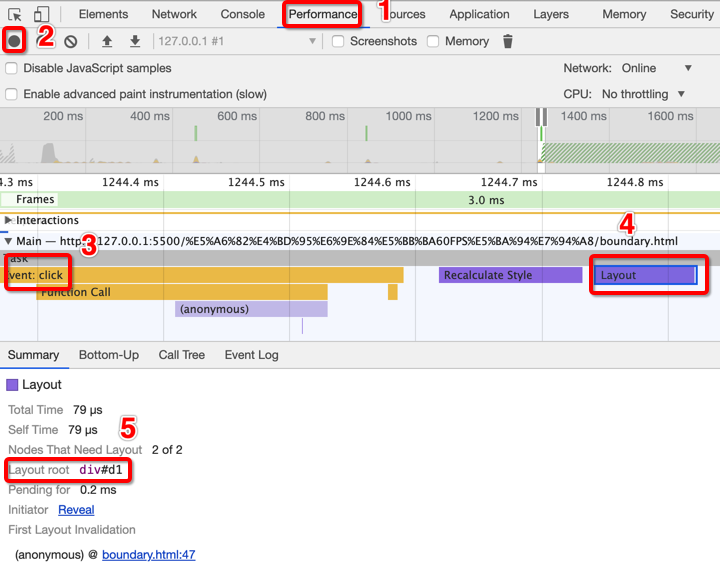 Elements Network Console Performance 1 ources Application Layers Memory Security
2 127.0.0.1 #1 Screenshots Memory
Disable JavaScript samples Network: Online
Enable advanced paint instrumentation (slow) CPU: No throttling
200 ms 400 ms 600 ms 800 ms 1000 ms 1200 ms 1400 ms 1600 ms
4.3 ms 1244.4 ms 1244.5 ms 1244.6 ms 1244.7 ms 1244.8 ms
Frames 3.0 ms
Interactions 4
Main — http 127.0.0.1:5500/%E5%A6%82%E4%BD%95%E6%9E%84%E5%BB%BA60FPS%E5%BA%94%E7%94%A8/boundary.html
3
ask
vent: click Recalculate Style Layout
Function Call
(anonymous)
Summary Bottom-Up Call Tree Event Log
Layout
Total Time 79 μs
Self Time 79 μs 5
Nodes That Need Layout 2 of 2
Layout root div#d1
Pending for 0.2 ms
Initiator Reveal
First Layout Invalidation
(anonymous) @ boundary.html:47